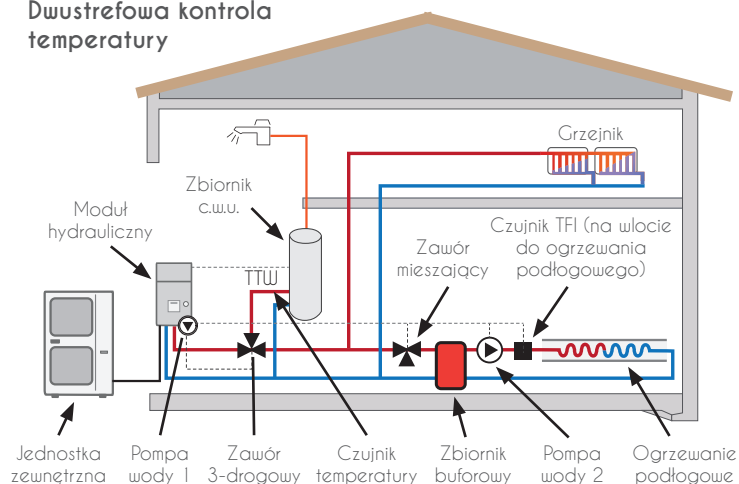 Dwustrefowa kontrola
temperatury
Grzejnik
Zbiornik
c.w.u.
Moduł
hydrauliczny
Czujnik TFI (na wlocie
do ogrzewania
podłogowego)
Zawór
mieszający
TTW
Jednostka
zewnętrzna
Pompa
wody 1
Zawór
3-drogowy
Czujnik
temperatury
Zbiornik
buforowy
Pompa
wody 2
Ogrzewanie
podłogowe